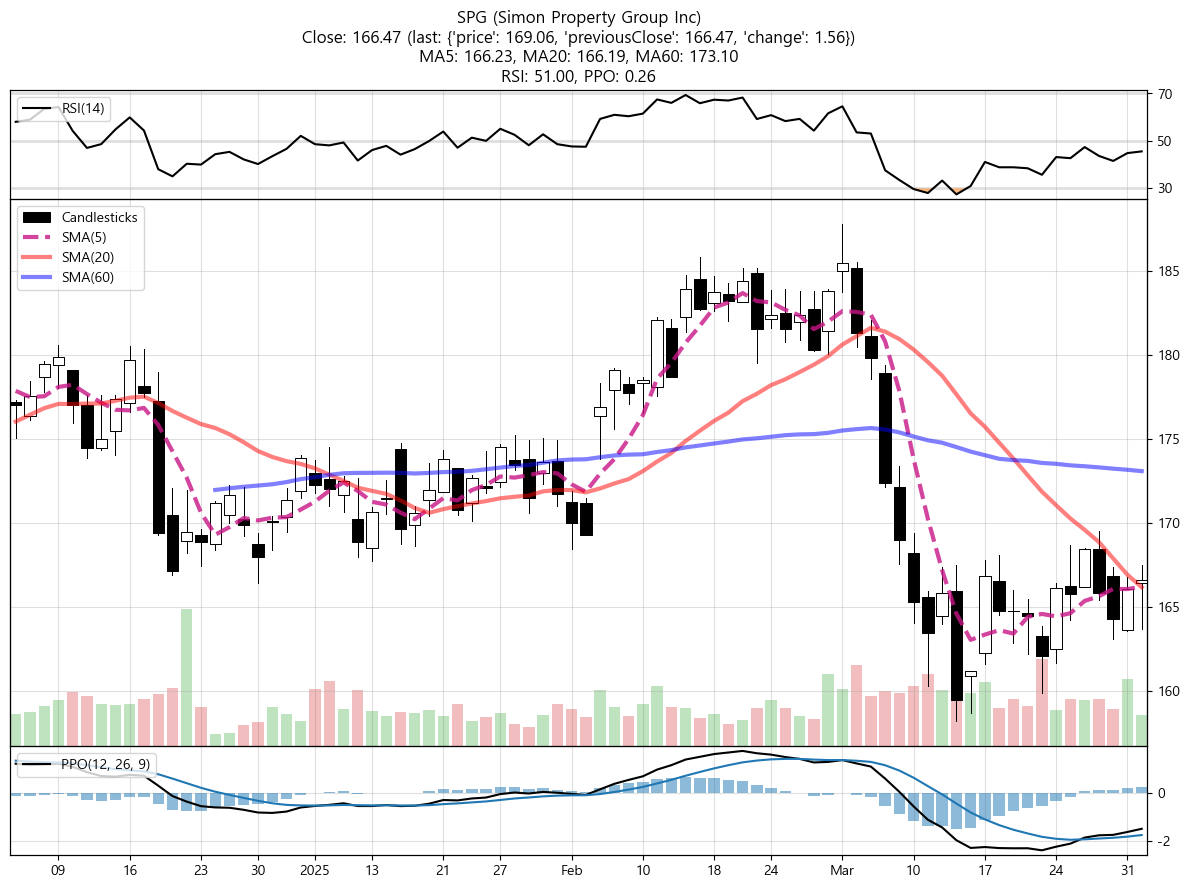 SPG (Simon Property Group Inc)
Close: 166.47 (last: {'price': 169.06, 'previousClose': 166.47, 'change': 1.56})
MA5: 166.23, MA20: 166.19, MA60: 173.10
RSI: 51.00, PPO: 0.26
RSI(14)
70
50
30
Candlesticks
SMA(5)
SMA(20)
SMA(60)
185
180
175
170
165
160
PPO(12, 26, 9)
0
-2
09 16 23 30 2025 13 21 27 Feb 10 18 24 Mar 10 17 24 31